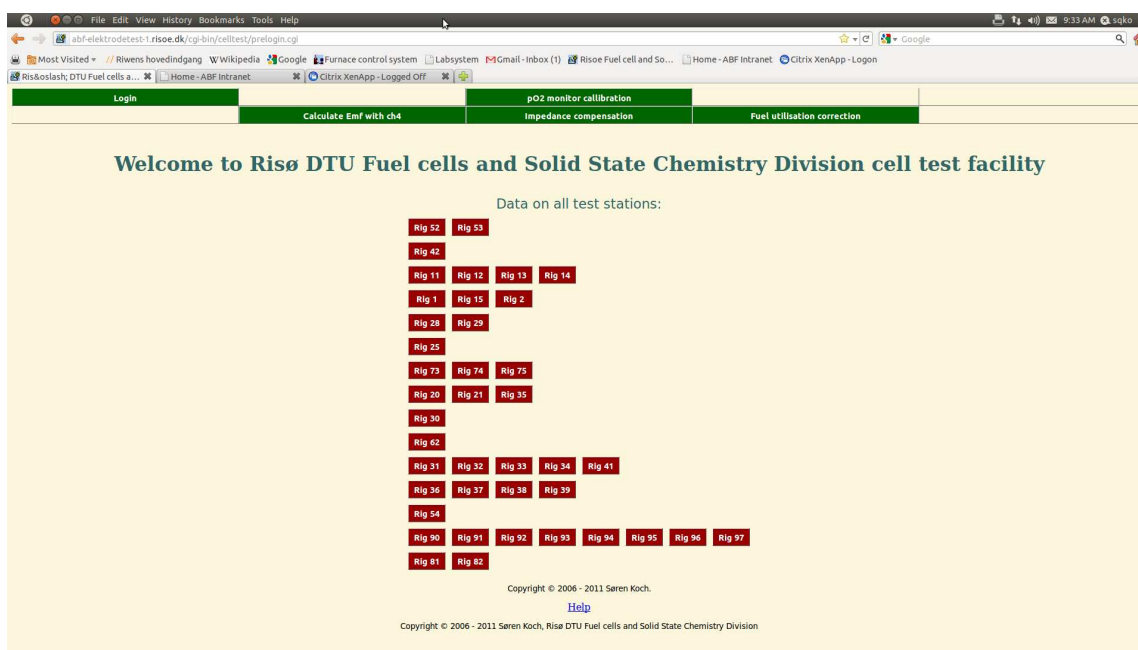 File Edit View History Bookmarks Tools Help 9:33 AM sqko
abf-elektrodetest-1.risoe.dk/cgi-bin/celltest/prelogin.cgi Google
Most Visited Riwens hovedindgang Wikipedia Google Furnace control system Labsystem Gmail - Inbox (1) Risoe Fuel cell and So... Home - ABF Intranet Citrix XenApp - Logon
Ris&oslash; DTU Fuel cells a... Home - ABF Intranet Citrix XenApp - Logged Off
Login pO2 monitor callibration
Calculate Emf with ch4 Impedance compensation Fuel utilisation correction
Welcome to Risø DTU Fuel cells and Solid State Chemistry Division cell test facility
Data on all test stations:
Rig 52 Rig 53
Rig 42
Rig 11 Rig 12 Rig 13 Rig 14
Rig 1 Rig 15 Rig 2
Rig 28 Rig 29
Rig 25
Rig 73 Rig 74 Rig 75
Rig 20 Rig 21 Rig 35
Rig 30
Rig 62
Rig 31 Rig 32 Rig 33 Rig 34 Rig 41
Rig 36 Rig 37 Rig 38 Rig 39
Rig 54
Rig 90 Rig 91 Rig 92 Rig 93 Rig 94 Rig 95 Rig 96 Rig 97
Rig 81 Rig 82
Copyright © 2006 - 2011 Søren Koch.
Help
Copyright © 2006 - 2011 Søren Koch, Risø DTU Fuel cells and Solid State Chemistry Division